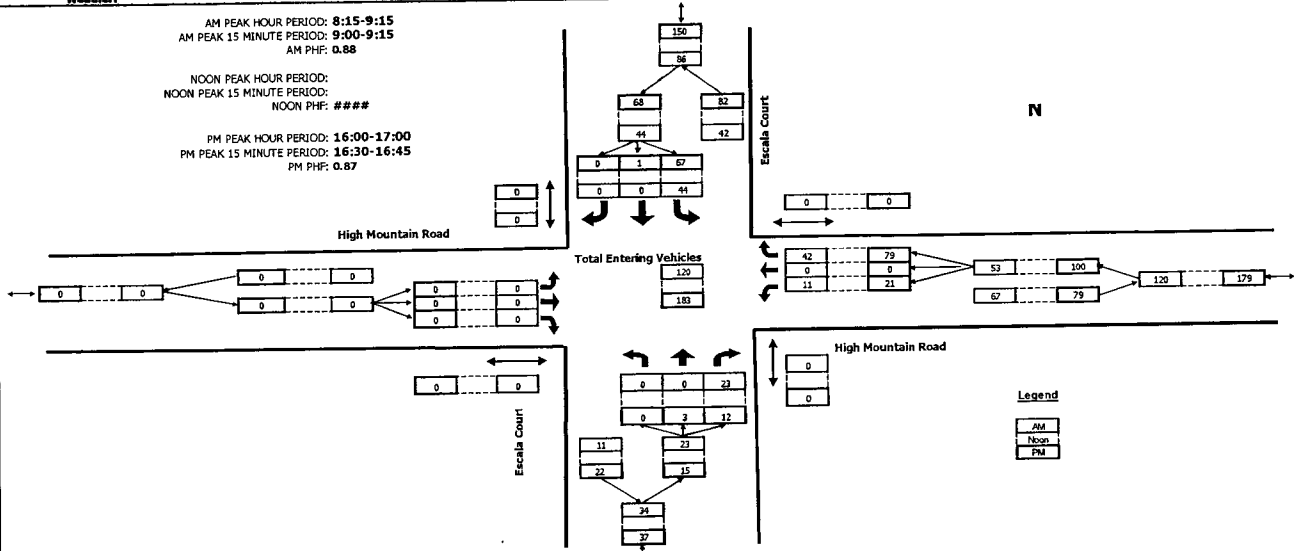 AM PEAK HOUR PERIOD: 8:15-9:15
AM PEAK 15 MINUTE PERIOD: 9:00-9:15
AM PHF: 0.88
NOON PEAK HOUR PERIOD:
NOON PEAK 15 MINUTE PERIOD:
NOON PHF: ####
PM PEAK HOUR PERIOD: 16:00-17:00
PM PEAK 15 MINUTE PERIOD: 16:30-16:45
PM PHF: 0.87
150
86
68 82
44 42
0 1 67
0 0 44
Escala Court
N
0
0
0 0
High Mountain Road
Total Entering Vehicles
120
183
0 0
0 0
0 0
0 0
0 0
0 0
42 79
0 0
11 21
53 100
67 79
120 179
High Mountain Road
0 0
Escala Court
0 0 23
0 3 12
11 23
22 15
34
37
0
0
Legend
AM
Noon
PM